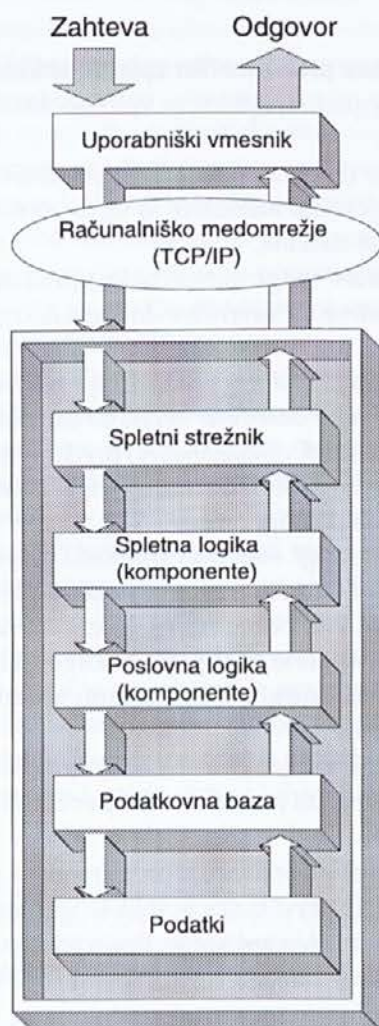 Zahteva Odgovor
Uporabniški vmesnik
Računalniško medomrežje
(TCP/IP)
Spletni strežnik
Spletna logika
(komponente)
Poslovna logika
(komponente)
Podatkovna baza
Podatki